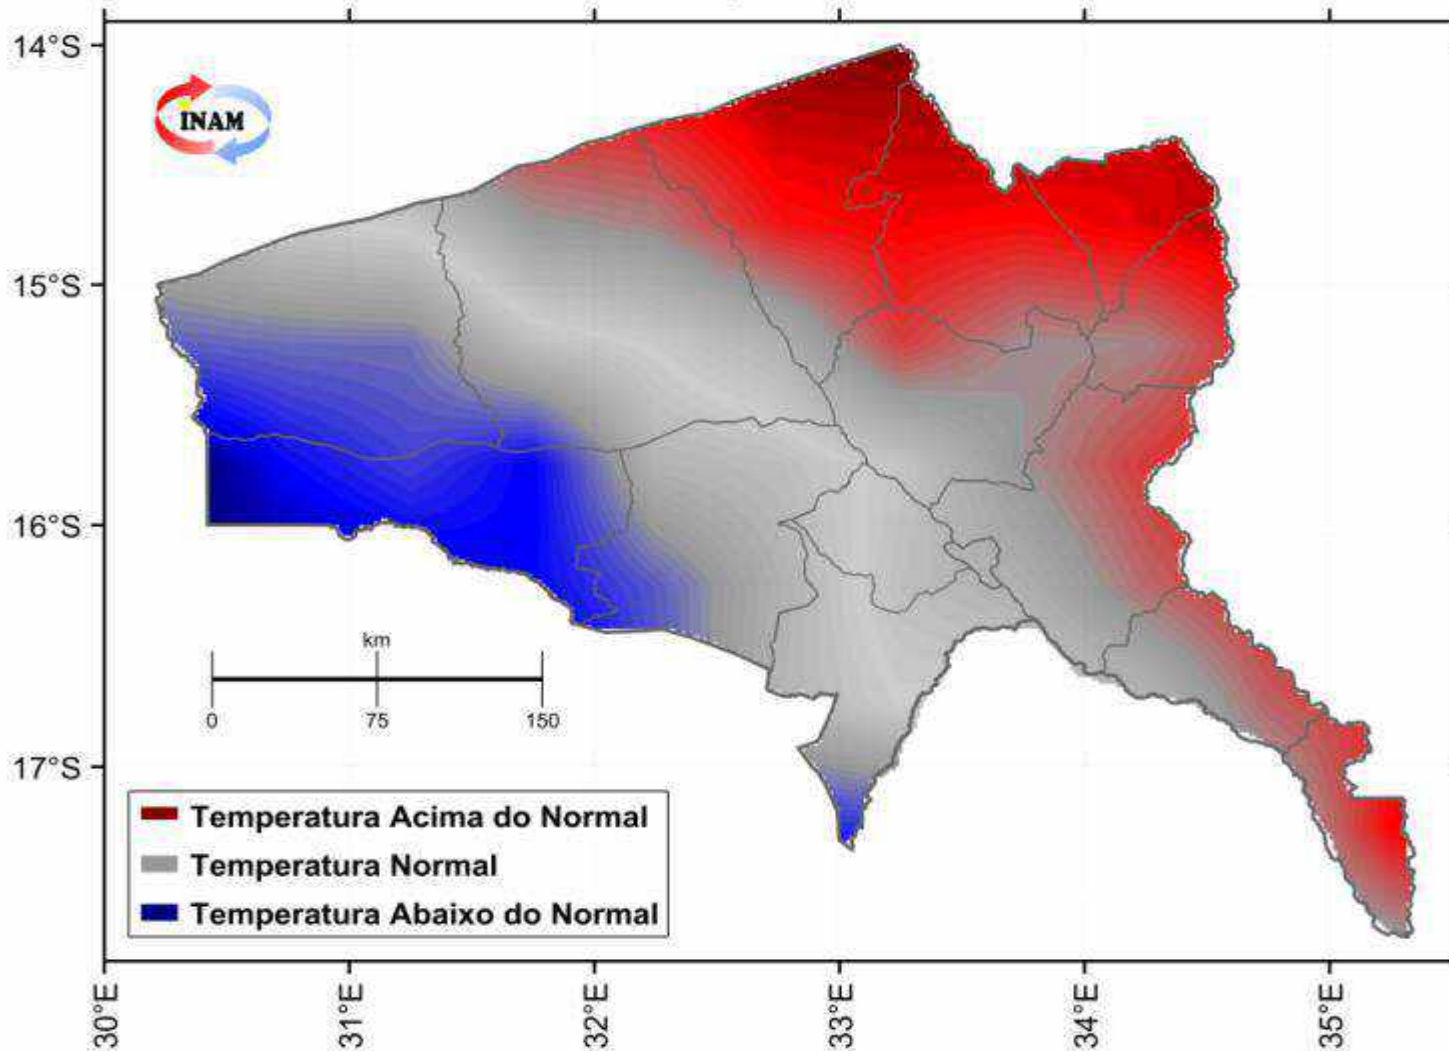 14°S
INAM
15°S
16°S
km
0 75 150
17°S
Temperatura Acima do Normal
Temperatura Normal
Temperatura Abaixo do Normal
30°E 31°E 32°E 33°E 34°E 35°E